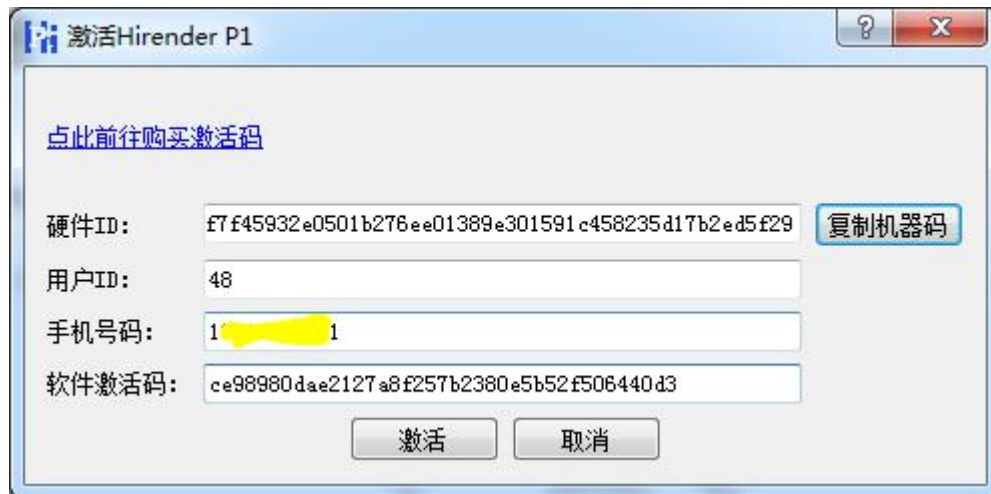 激活Hirender P1
点此前往购买激活码
硬件ID: f7f45932e0501b276ee01389e301591c458235d17b2ed5f29 复制机器码
用户ID: 48
手机号码: 1 1
软件激活码: ce98980dae2127a8f257b2380e5b52f506440d3
激活 取消